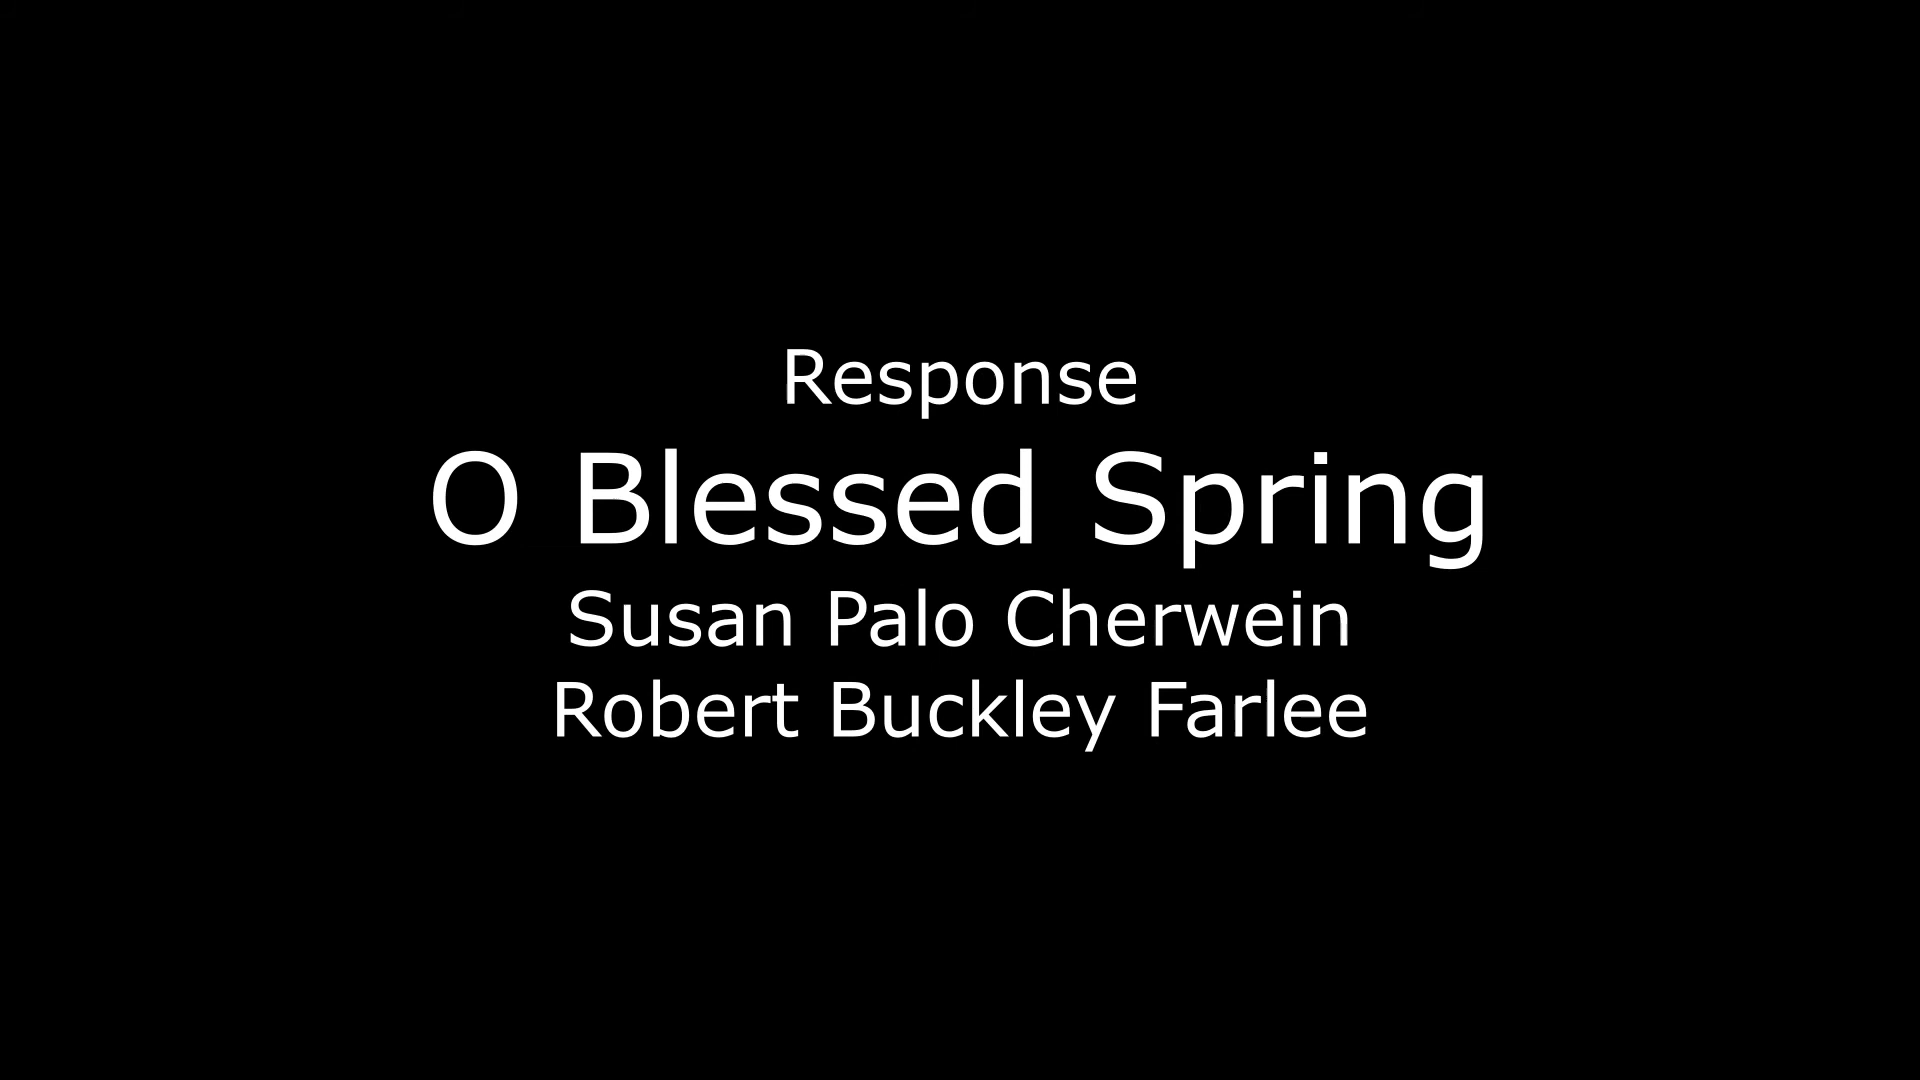 Response
O Blessed Spring
Susan Palo Cherwein
Robert Buckley Farlee